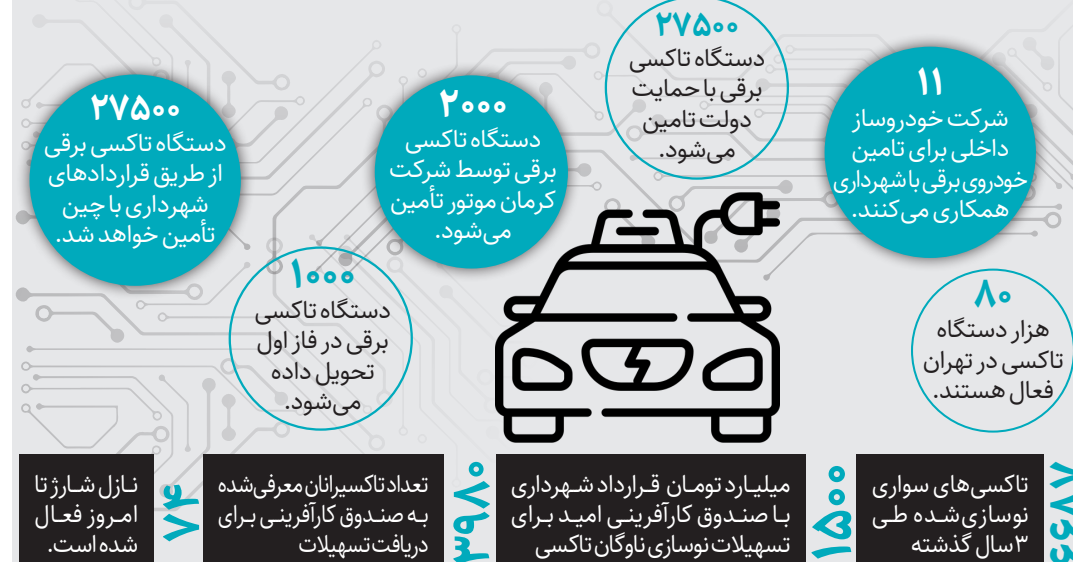 ۱۱
شرکت خودروساز
داخلی برای تامین
خودروی برقی با شهرداری
همکاری می‌کنند.
۲۷۵۰۰
دستگاه تاکسی
برقی با حمایت
دولت تامین
می‌شود.
۲۰۰۰
دستگاه تاکسی
برقی توسط شرکت
کرمان موتور تأمین
می‌شود.
۲۷۵۰۰
دستگاه تاکسی برقی
از طریق قراردادهای
شهرداری با چین
تأمین خواهد شد.
۸۰
هزار دستگاه
تاکسی در تهران
فعال هستند.
۱۰۰۰
دستگاه تاکسی
برقی در فاز اول
تحویل داده
می‌شود.
تاکسی‌های سواری
نوسازی‌شده طی
۳سال گذشته
۱۵۰۰
میلیارد تومان قرارداد شهرداری
با صندوق کارآفرینی امید برای
تسهیلات نوسازی ناوگان تاکسی
۳۹۸۰
تعداد تاکسیرانان معرفی‌شده
به صندوق کارآفرینی برای
دریافت تسهیلات
۷۴
نازل شارژ تا
امروز فعال
شده است.